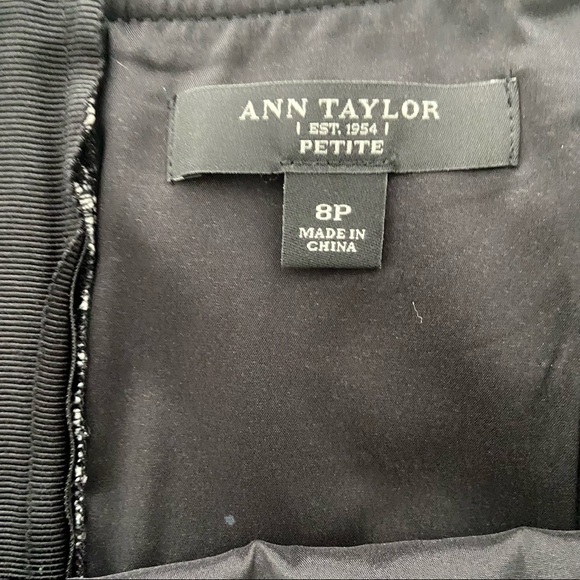 ANN TAYLOR
| EST. 1954 |
PETITE
8P
MADE IN
CHINA